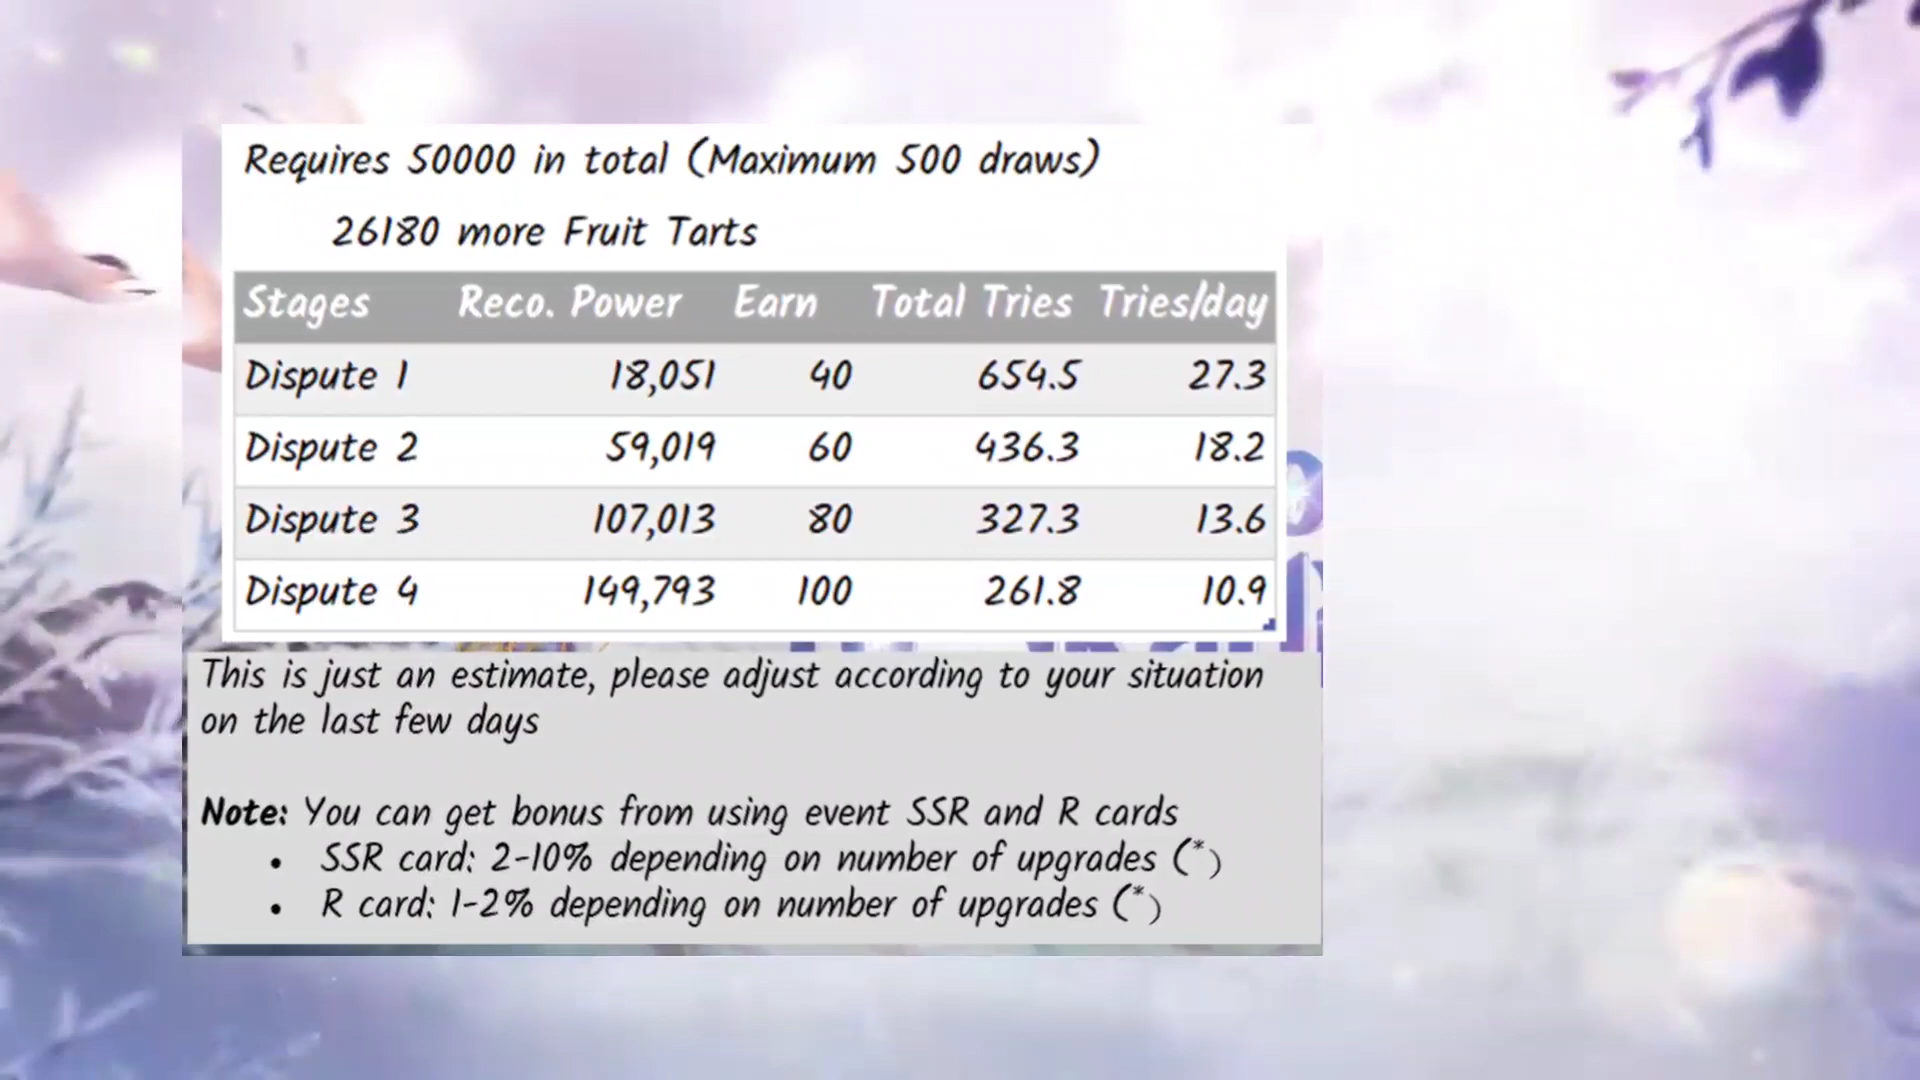 Requires 50000 in total (Maximum 500 draws)
26180 more Fruit Tarts
Stages Reco. Power Earn Total Tries Tries/day
Dispute 1 18,051 40 654.5 27.3
Dispute 2 59,019 60 436.3 18.2
Dispute 3 107,013 80 327.3 13.6
Dispute 4 149,793 100 261.8 10.9
This is just an estimate, please adjust according to your situation
on the last few days
Note: You can get bonus from using event SSR and R cards
• SSR card: 2-10% depending on number of upgrades (*)
• R card: 1-2% depending on number of upgrades (*)